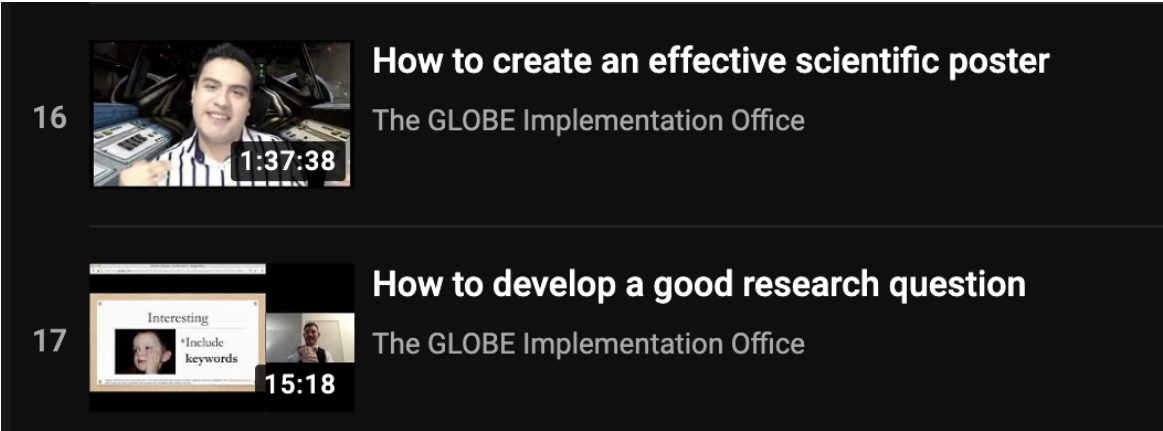 16
How to create an effective scientific poster
The GLOBE Implementation Office
1:37:38
17
How to develop a good research question
The GLOBE Implementation Office
Interesting
Include
keywords
15:18